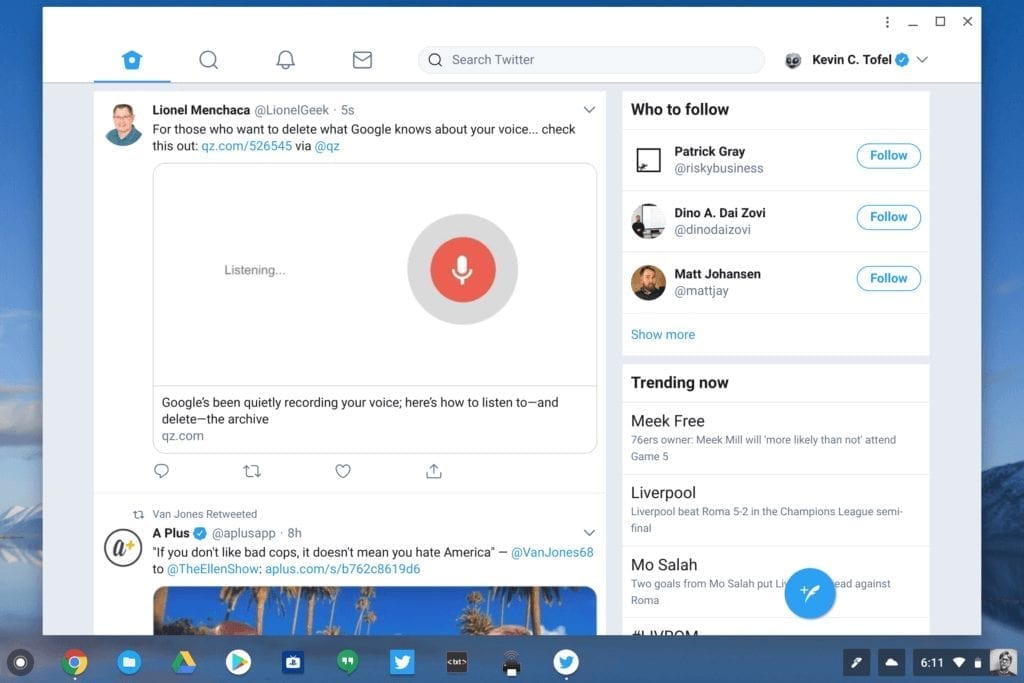 Search Twitter
Kevin C. Tofel
Lionel Menchaca @LionelGeek · 5s
For those who want to delete what Google knows about your voice... check
this out: qz.com/526545 via @qz
Listening...
Google's been quietly recording your voice; here's how to listen to—and
delete—the archive
qz.com
Van Jones Retweeted
a+
A Plus @aplusapp · 8h
"If you don't like bad cops, it doesn't mean you hate America" — @VanJones68
to @TheEllenShow: aplus.com/s/b762c8619d6
Who to follow
Patrick Gray
@riskybusiness
Follow
Dino A. Dai Zovi
@dinodaizovi
Follow
Matt Johansen
@mattjay
Follow
Show more
Trending now
Meek Free
76ers owner: Meek Mill will 'more likely than not' attend
Game 5
Liverpool
Liverpool beat Roma 5-2 in the Champions League semi-
final
Mo Salah
Two goals from Mo Salah put ead against
Roma
<txt>
6:11